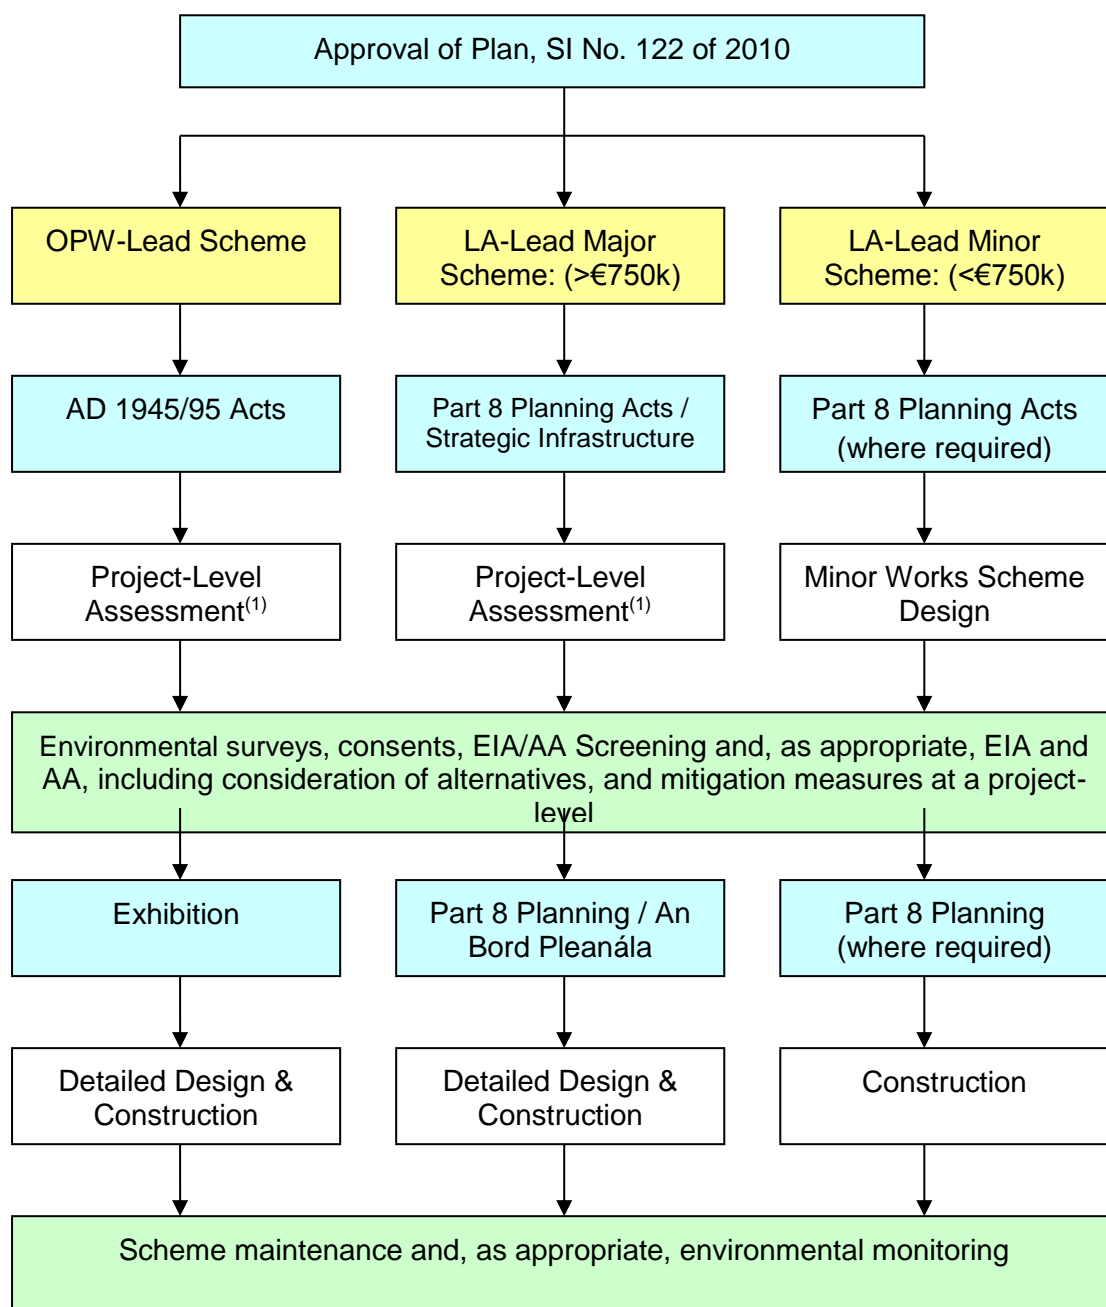 Approval of Plan, SI No. 122 of 2010
OPW-Lead Scheme
LA-Lead Major
Scheme: (>€750k)
LA-Lead Minor
Scheme: (<€750k)
AD 1945/95 Acts
Part 8 Planning Acts /
Strategic Infrastructure
Part 8 Planning Acts
(where required)
Project-Level
Assessment(1)
Project-Level
Assessment(1)
Minor Works Scheme
Design
Environmental surveys, consents, EIA/AA Screening and, as appropriate, EIA and
AA, including consideration of alternatives, and mitigation measures at a project-
level
Exhibition
Part 8 Planning / An
Bord Pleanála
Part 8 Planning
(where required)
Detailed Design &
Construction
Detailed Design &
Construction
Construction
Scheme maintenance and, as appropriate, environmental monitoring